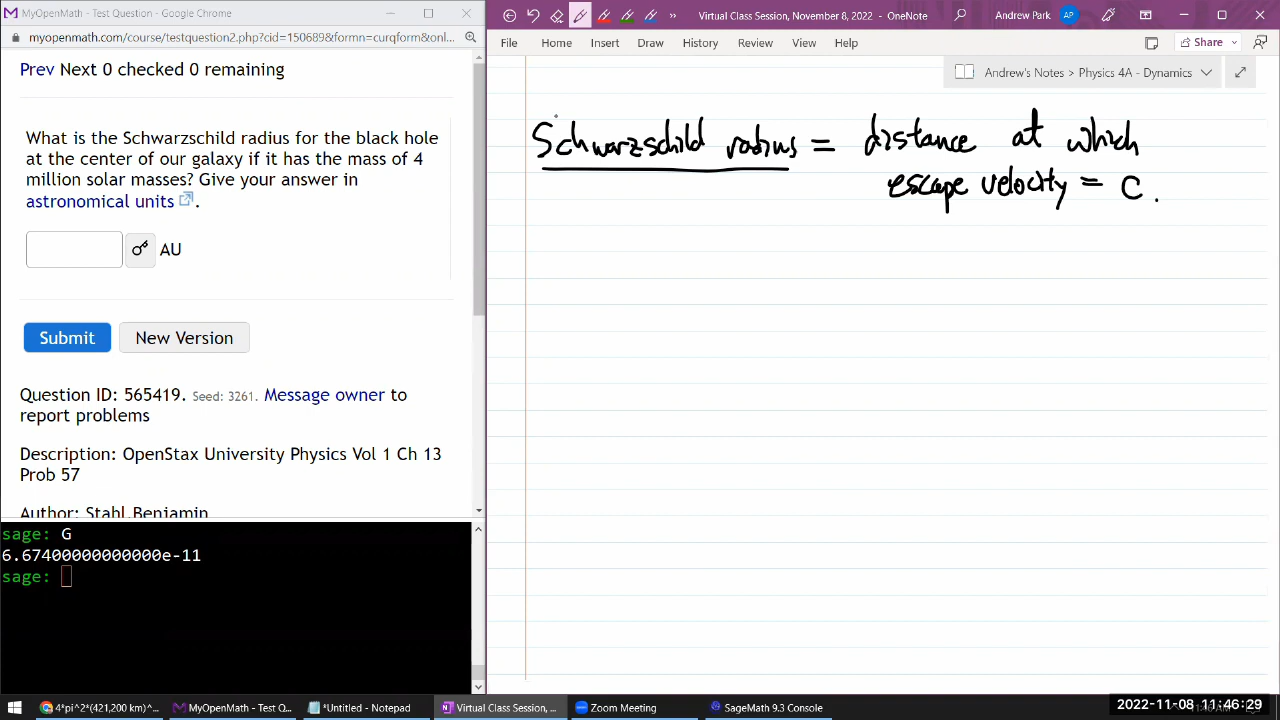 MyOpenMath - Test Question - Google Chrome
myopenmath.com/course/testquestion2.php?cid=150689&formn=curqform&onl...
Prev Next 0 checked 0 remaining
What is the Schwarzschild radius for the black hole
at the center of our galaxy if it has the mass of 4
million solar masses? Give your answer in
astronomical units.
AU
Submit New Version
Question ID: 565419. Seed: 3261. Message owner to
report problems
Description: OpenStax University Physics Vol 1 Ch 13
Prob 57
Author: Stahl,Benjamin
sage: G
6.67400000000000e-11
sage:
Virtual Class Session, November 8, 2022 - OneNote
Andrew Park AP
File Home Insert Draw History Review View Help
Share
Andrew's Notes > Physics 4A - Dynamics
Schwarzschild radius = distance at which
escape velocity = c.
4*pi^2*(421,200 km)^... MyOpenMath - Test Q... *Untitled - Notepad Virtual Class Session, ... Zoom Meeting SageMath 9.3 Console
2022-11-08 11:46:29